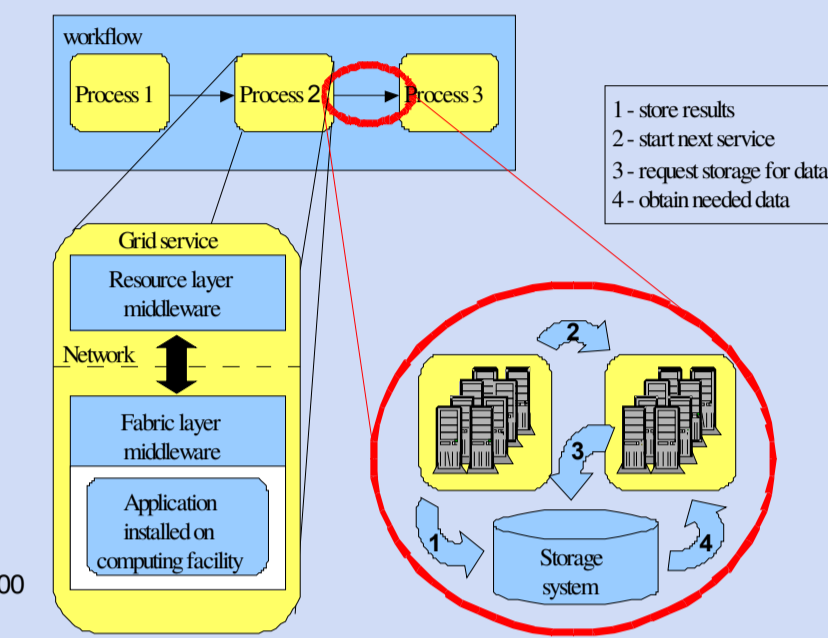 workflow
Process 1
Process 2
Process 3
1 - store results
2 - start next service
3 - request storage for data
4 - obtain needed data
Grid service
Resource layer
middleware
Network
Fabric layer
middleware
Application
installed on
computing facility
2
3
1
4
Storage
system
00